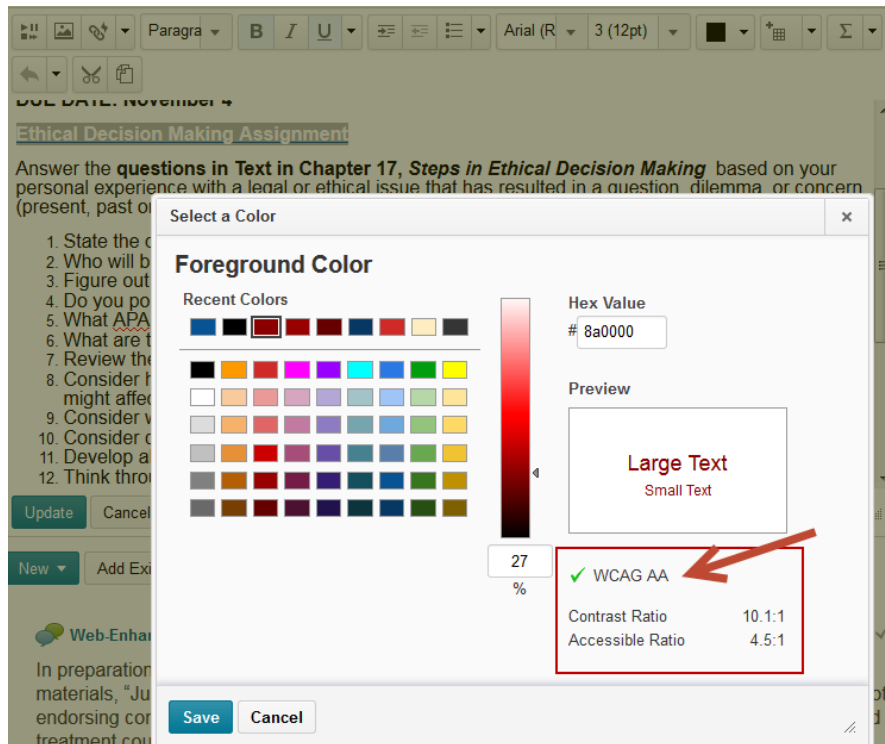 Paragra B I U Arial (R 3 (12pt) Σ
DUE DATE: November 4
Ethical Decision Making Assignment
Answer the questions in Text in Chapter 17, Steps in Ethical Decision Making based on your
personal experience with a legal or ethical issue that has resulted in a question, dilemma, or concern
(present, past o
1. State the
2. Who will b
3. Figure out
4. Do you po
5. What APA
6. What are t
7. Review the
8. Consider
might affec
9. Consider
10. Consider
11. Develop a
12. Think thro
Update Cancel
New Add Exi
Web-Enha
In preparation
materials, “Ju
endorsing cor
treatment cou
Select a Color ×
Foreground Color
Recent Colors
Hex Value
# 8a0000
Preview
Large Text
Small Text
27
%
WCAG AA
Contrast Ratio 10.1:1
Accessible Ratio 4.5:1
Save Cancel